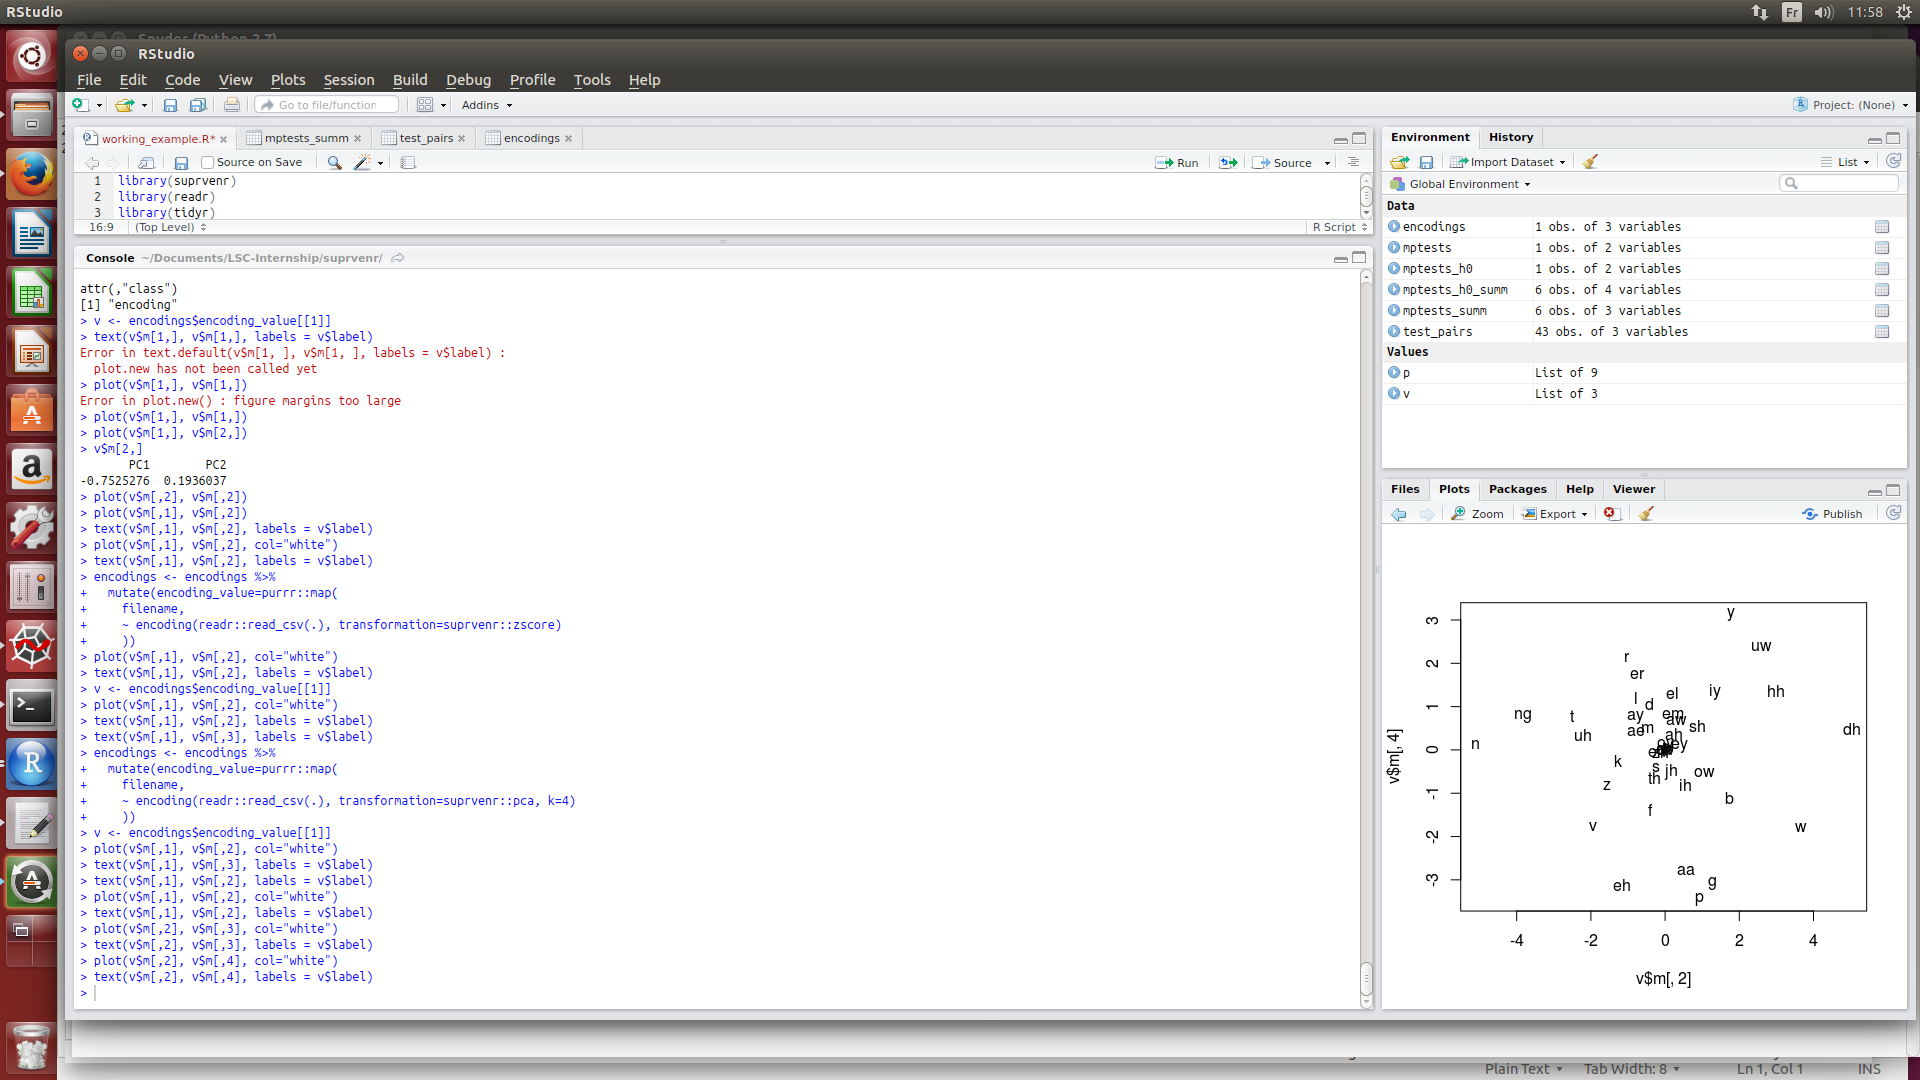 RStudio
Fr
11:58
Spyder (Python 2.7)
RStudio
File Edit Code View Plots Session Build Debug Profile Tools Help
Go to file/function
Addins
Project: (None)
working_example.R*
mptests_summ
test_pairs
encodings
Source on Save
Run
Source
1 library(suprvenr)
2 library(readr)
3 library(tidyr)
16:9 (Top Level)
R Script
Console ~/Documents/LSC-Internship/suprvenr/
attr(,"class")
[1] "encoding"
> v <- encodings$encoding_value[[1]]
> text(v$m[1,], v$m[1,], labels = v$label)
Error in text.default(v$m[1, ], v$m[1, ], labels = v$label) :
plot.new has not been called yet
> plot(v$m[1,], v$m[1,])
Error in plot.new() : figure margins too large
> plot(v$m[1,], v$m[1,])
> plot(v$m[1,], v$m[2,])
> v$m[2,]
PC1 PC2
-0.7525276 0.1936037
> plot(v$m[,2], v$m[,2])
> plot(v$m[,1], v$m[,2])
> text(v$m[,1], v$m[,2], labels = v$label)
> plot(v$m[,1], v$m[,2], col="white")
> text(v$m[,1], v$m[,2], labels = v$label)
> encodings <- encodings %>%
+ mutate(encoding_value=purrr::map(
+ filename,
+ ~ encoding(readr::read_csv(.), transformation=suprvenr::zscore)
+ ))
> plot(v$m[,1], v$m[,2], col="white")
> text(v$m[,1], v$m[,2], labels = v$label)
> v <- encodings$encoding_value[[1]]
> plot(v$m[,1], v$m[,2], col="white")
> text(v$m[,1], v$m[,2], labels = v$label)
> text(v$m[,1], v$m[,3], labels = v$label)
> encodings <- encodings %>%
+ mutate(encoding_value=purrr::map(
+ filename,
+ ~ encoding(readr::read_csv(.), transformation=suprvenr::pca, k=4)
+ ))
> v <- encodings$encoding_value[[1]]
> plot(v$m[,1], v$m[,2], col="white")
> text(v$m[,1], v$m[,3], labels = v$label)
> text(v$m[,1], v$m[,2], labels = v$label)
> plot(v$m[,1], v$m[,2], col="white")
> text(v$m[,1], v$m[,2], labels = v$label)
> plot(v$m[,2], v$m[,3], col="white")
> text(v$m[,2], v$m[,3], labels = v$label)
> plot(v$m[,2], v$m[,4], col="white")
> text(v$m[,2], v$m[,4], labels = v$label)
>
Environment
History
Import Dataset
List
Global Environment
Data
encodings 1 obs. of 3 variables
mptests 1 obs. of 2 variables
mptests_h0 1 obs. of 2 variables
mptests_h0_summ 6 obs. of 4 variables
mptests_summ 6 obs. of 3 variables
test_pairs 43 obs. of 3 variables
Values
p List of 9
v List of 3
Files Plots Packages Help Viewer
Zoom
Export
Publish
v$m[, 4]
3
2
1
0
-1
-2
-3
y
uw
r
er
l
d
el
iy
hh
ng
t
ay
em
aw
ae
m
sh
dh
n
uh
ah
ey
k
s
jh
ow
z
th
ih
b
f
v
w
aa
eh
g
p
-4 -2 0 2 4
v$m[, 2]
Plain Text
Tab Width: 8
Ln 1, Col 1
INS